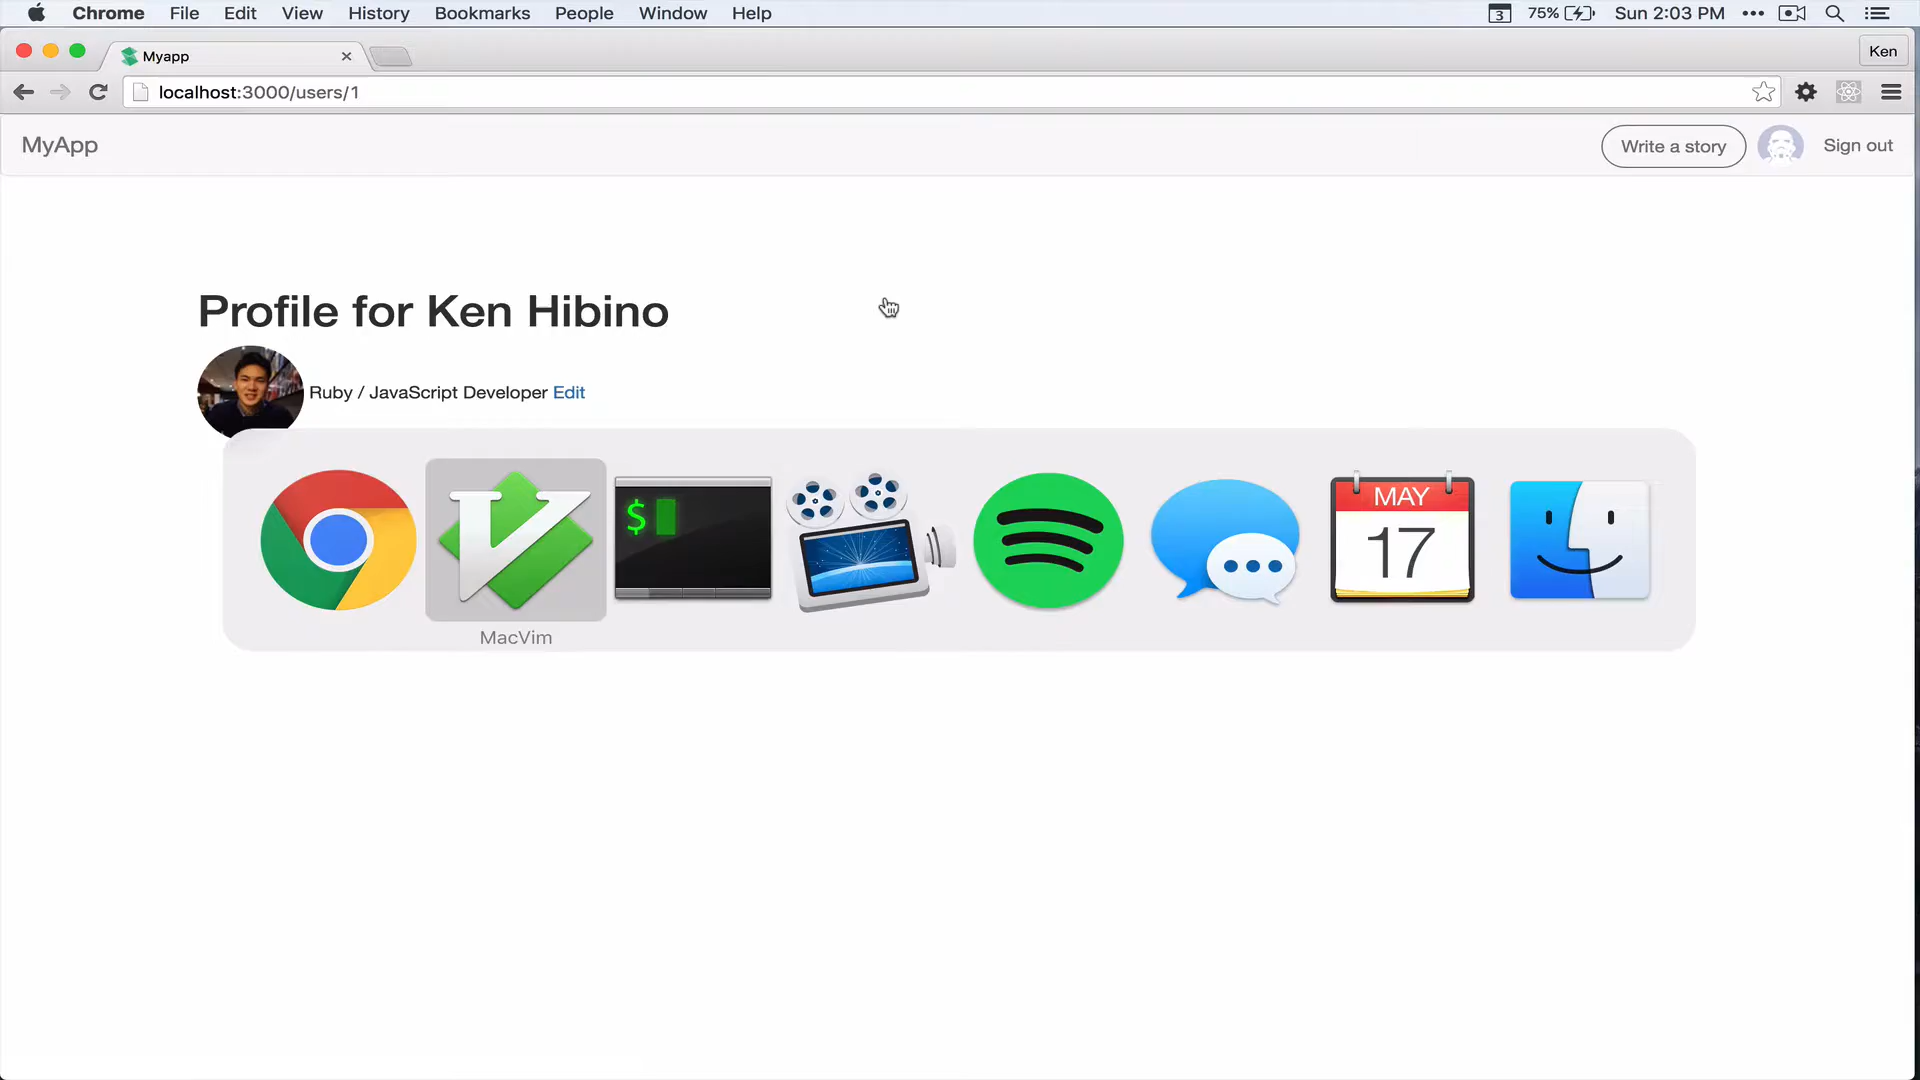 Chrome File Edit View History Bookmarks People Window Help 3 75% Sun 2:03 PM
Myapp Ken
localhost:3000/users/1
MyApp Write a story Sign out
Profile for Ken Hibino
Ruby / JavaScript Developer Edit
$
MAY
17
MacVim